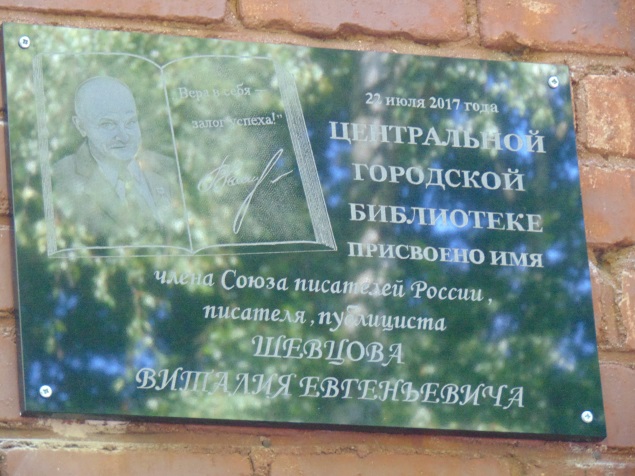 Вера в себя —
залог успеха!"
22 июля 2017 года
ЦЕНТРАЛЬНОЙ
ГОРОДСКОЙ
БИБЛИОТЕКЕ
ПРИСВОЕНО ИМЯ
члена Союза писателей России,
писателя, публициста
ШЕВЦОВА
ВИТАЛИЯ ЕВГЕНЬЕВИЧА